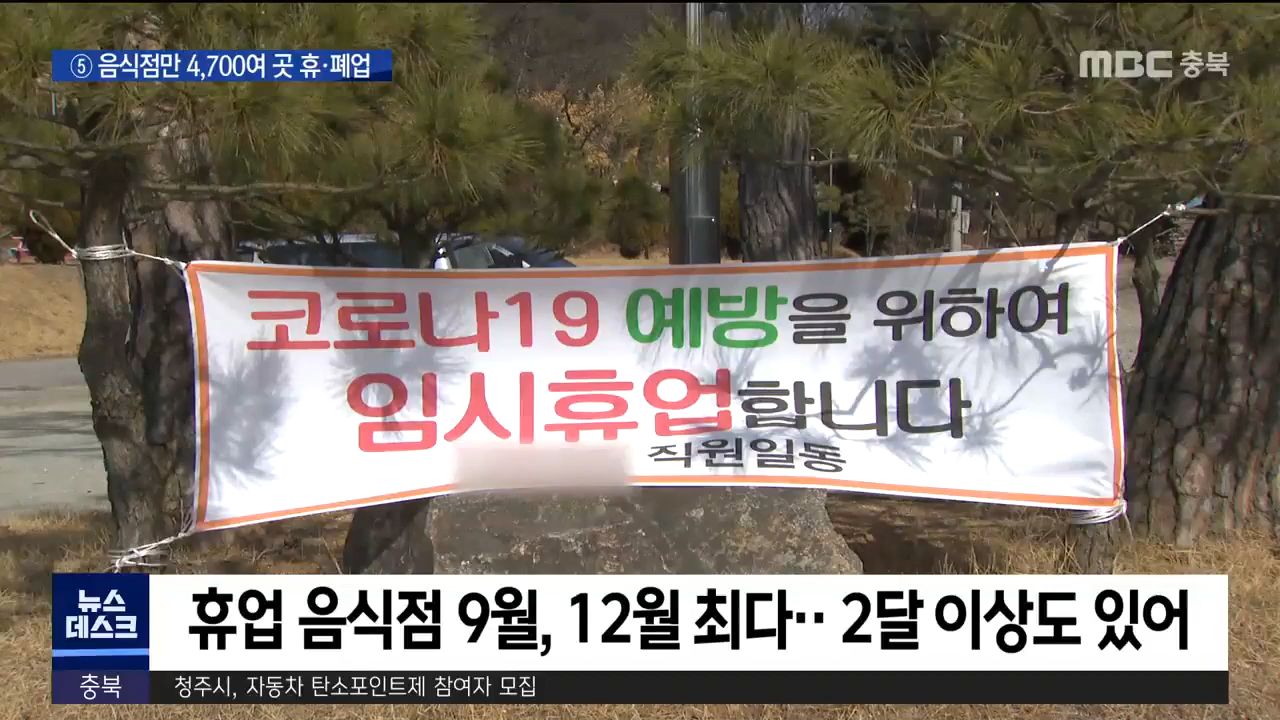 ⑤ 음식점만 4,700여 곳 휴·폐업
MBC 충북
코로나19 예방을 위하여
임시휴업합니다
직원일동
뉴스
데스크
휴업 음식점 9월, 12월 최다‥ 2달 이상도 있어
충북
청주시, 자동차 탄소포인트제 참여자 모집